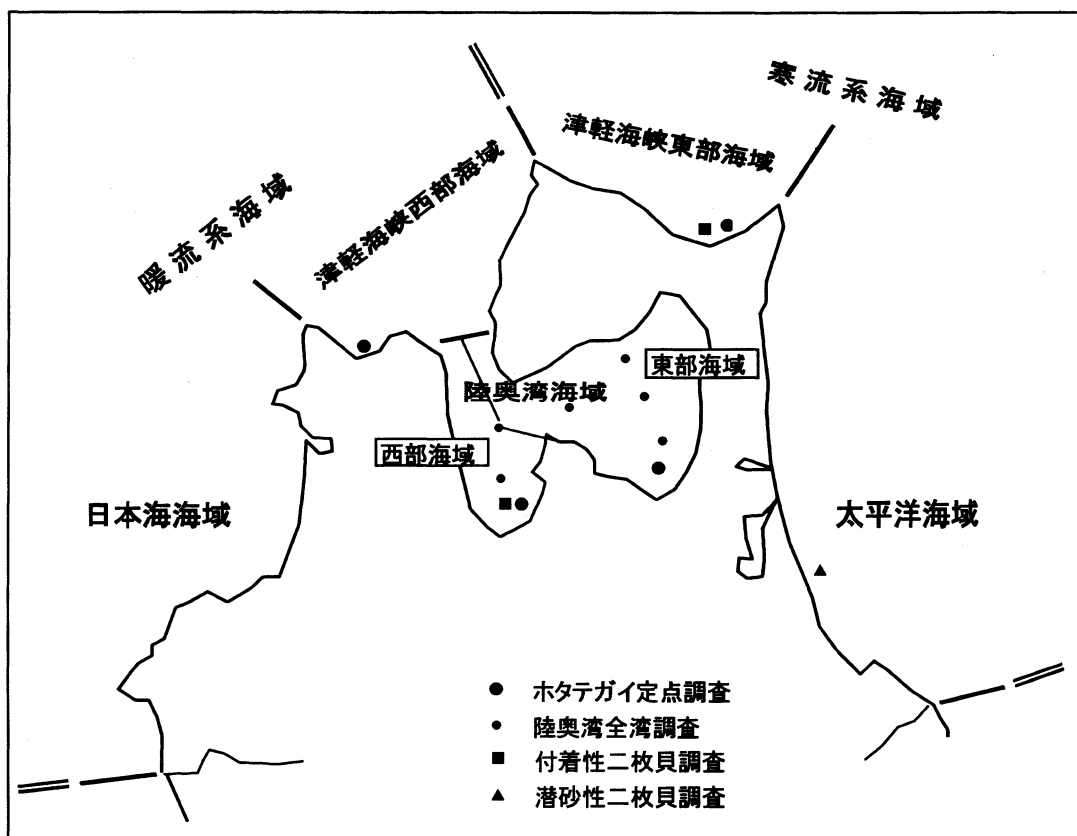 寒流系海域
津軽海峡東部海域
津軽海峡西部海域
暖流系海域
東部海域
陸奥湾海域
西部海域
日本海海域
太平洋海域
● ホタテガイ定点調査
• 陸奥湾全湾調査
■ 付着性二枚貝調査
▲ 潜砂性二枚貝調査